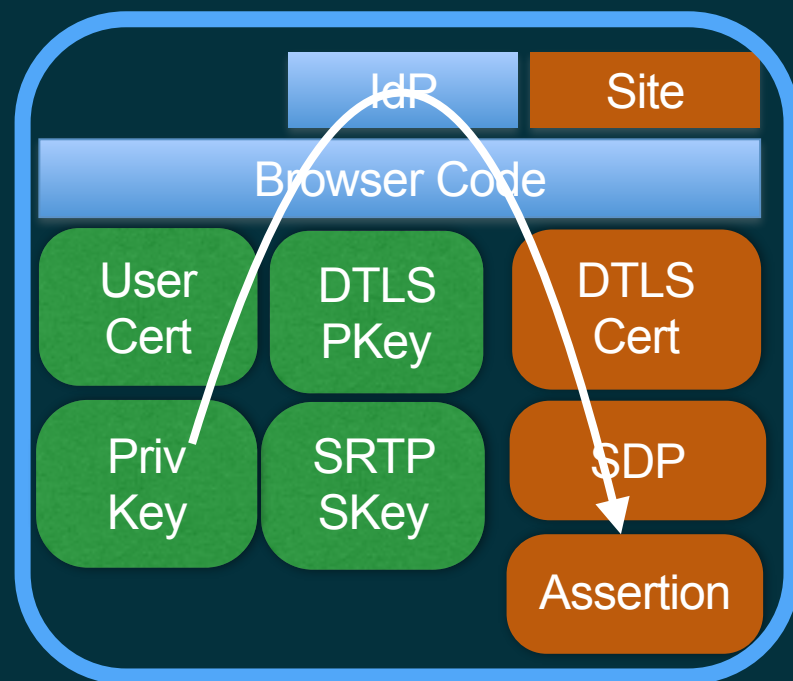 IdP
Site
Browser Code
User
Cert
DTLS
PKey
DTLS
Cert
Priv
Key
SRTP
SKey
SDP
Assertion